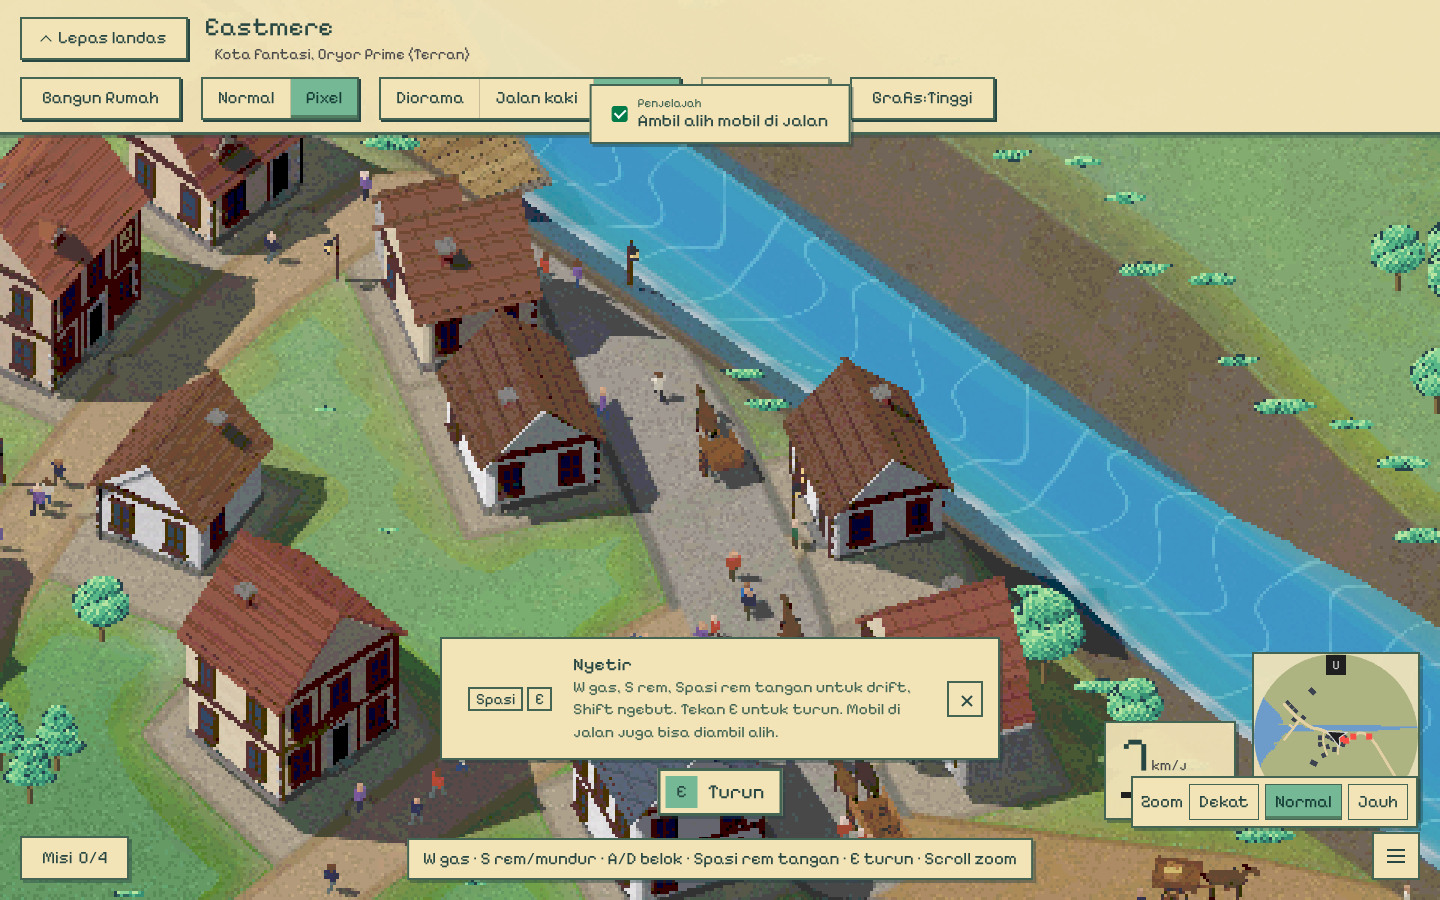 Lepas landas
Eastmere
Kota Fantasi, Oryor Prime (Terran)
Bangun Rumah
Normal
Pixel
Diorama
Jalan kaki
Grafis:Tinggi
Penjelajah
Ambil alih mobil di jalan
U
Nyetir
Spasi E
W gas, S rem, Spasi rem tangan untuk drift,
Shift ngebut. Tekan E untuk turun. Mobil di
jalan juga bisa diambil alih.
km/j
E Turun
Zoom Dekat Normal Jauh
Misi 0/4
W gas · S rem/mundur · A/D belok · Spasi rem tangan · E turun · Scroll zoom